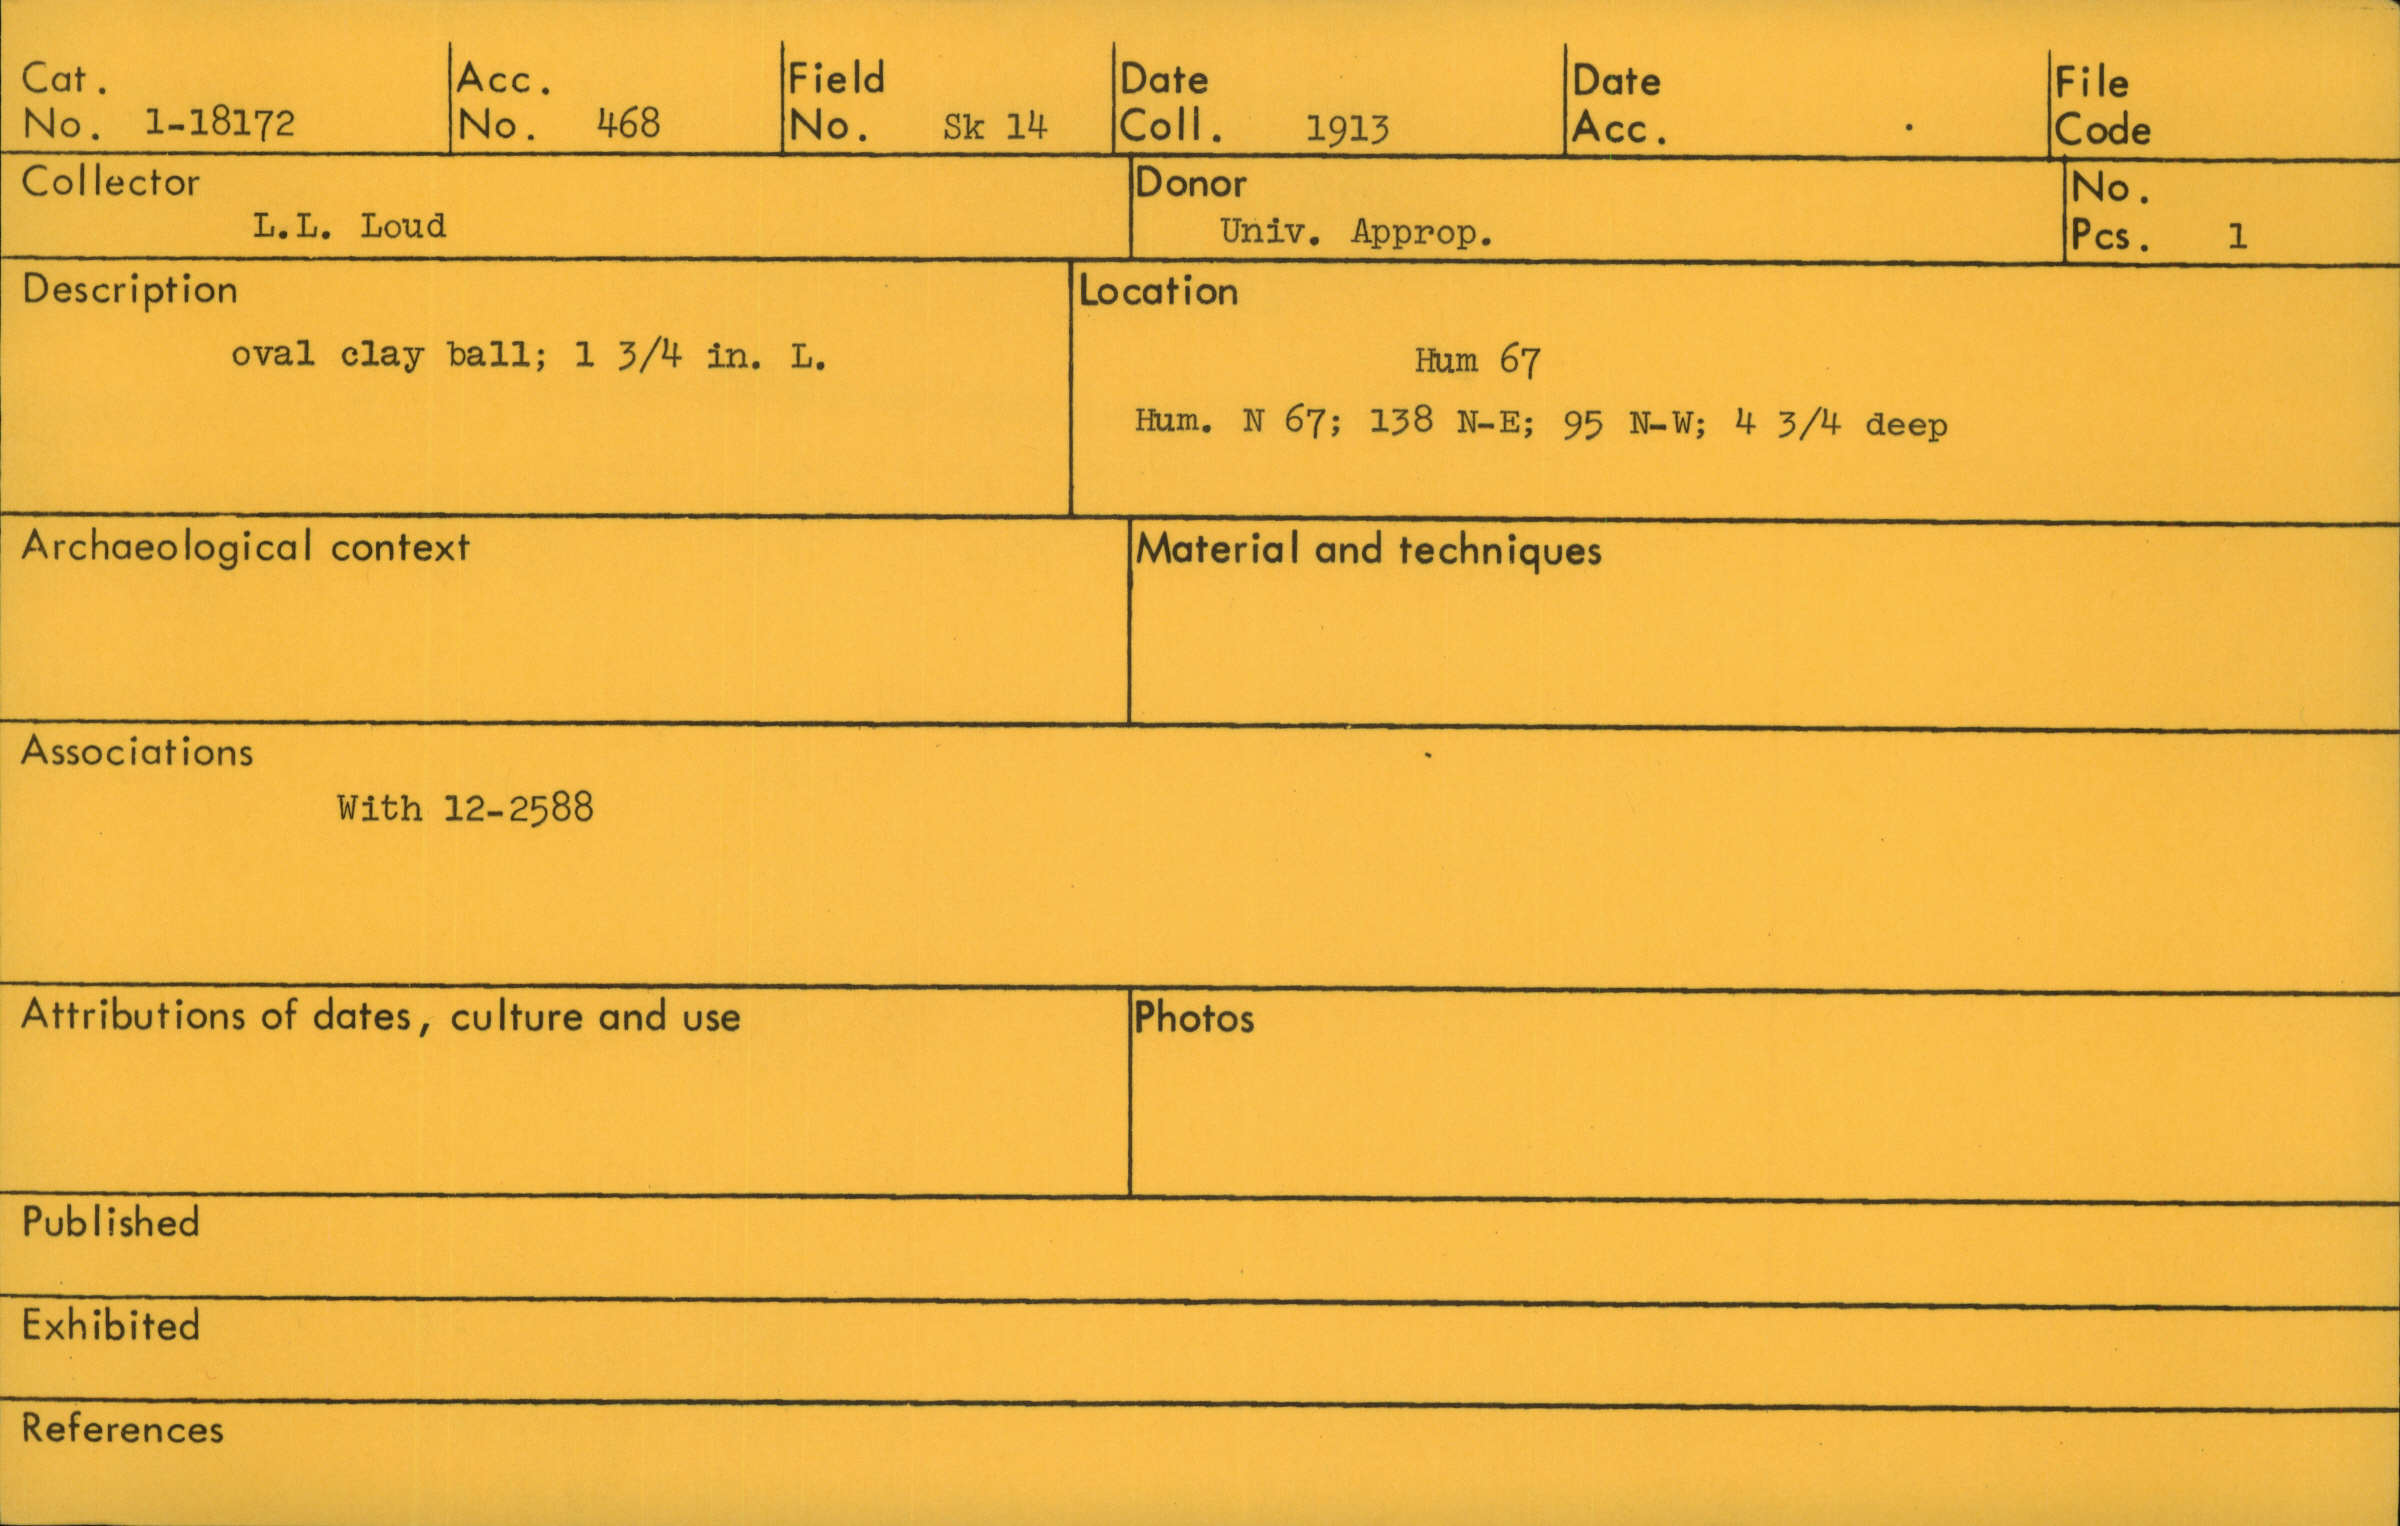 Cat. No. 1-18172
Acc. No. 468
Field No. Sk 14
Date Coll. 1913
Date Acc.
File Code
Collector
L.L. Loud
Donor
Univ. Approp.
No. Pcs. 1
Description
oval clay ball; 1 3/4 in. L.
Location
Hum 67
Hum. N 67; 138 N-E; 95 N-W; 4 3/4 deep
Archaeological context
Material and techniques
Associations
With 12-2588
Attributions of dates, culture and use
Photos
Published
Exhibited
References